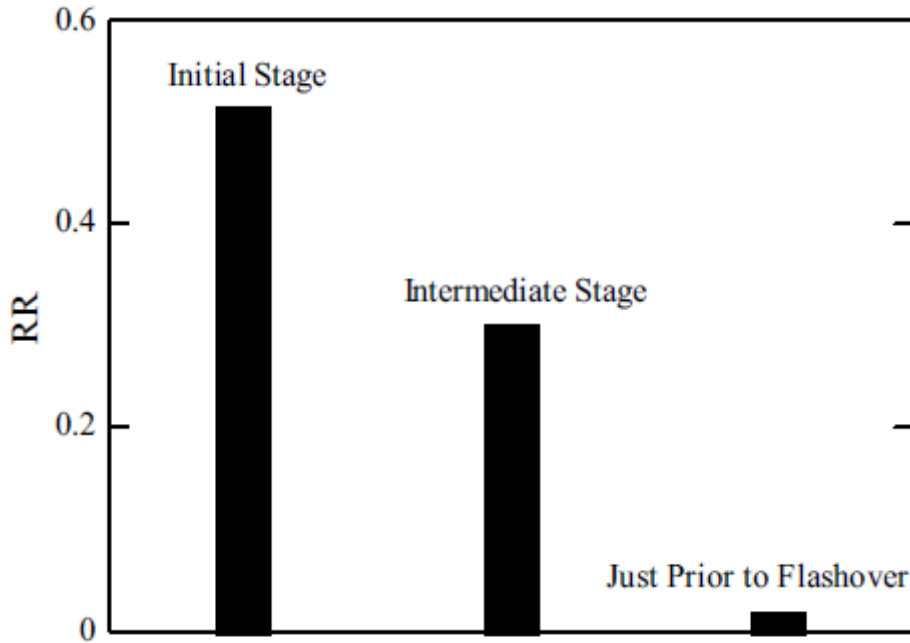 0.6
Initial Stage
0.4
Intermediate Stage
RR
0.2
Just Prior to Flashover
0